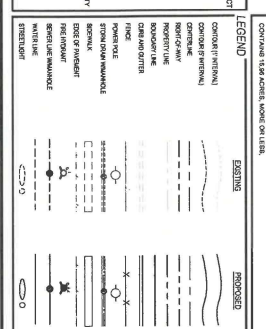 CONTAINS 15.96 ACRES, MORE OR LESS.
LEGEND
EXISTING
PROPOSED
CONTOUR (1' INTERVAL)
CONTOUR (5' INTERVAL)
CENTERLINE
RIGHT-OF-WAY
PROPERTY LINE
BOUNDARY LINE
CURB AND GUTTER
FENCE
POWER POLE
STORM DRAIN W/MANHOLE
SIDEWALK
EDGE OF PAVEMENT
FIRE HYDRANT
SEWER LINE W/MANHOLE
WATER LINE
STREETLIGHT
CT
TY